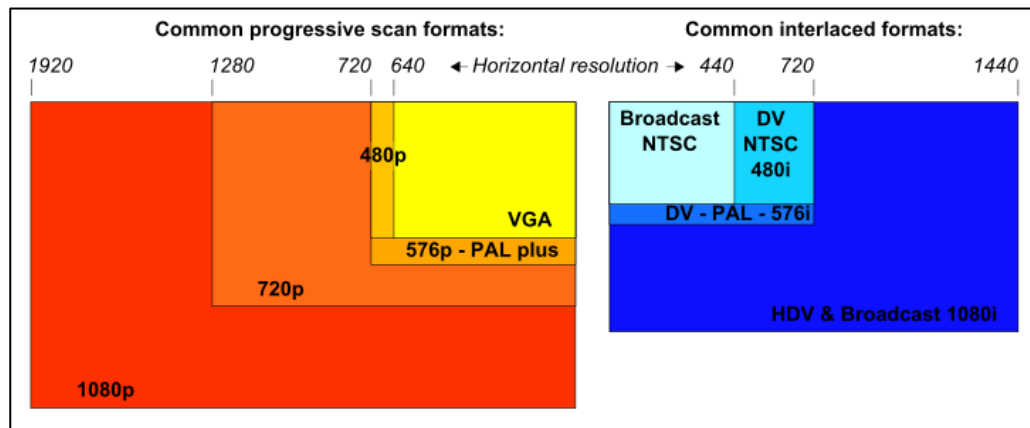 Common progressive scan formats:
Common interlaced formats:
1920 1280 720 640 ← Horizontal resolution → 440 720 1440
Broadcast NTSC
DV NTSC 480i
480p
VGA
DV - PAL - 576i
576p - PAL plus
720p
HDV & Broadcast 1080i
1080p